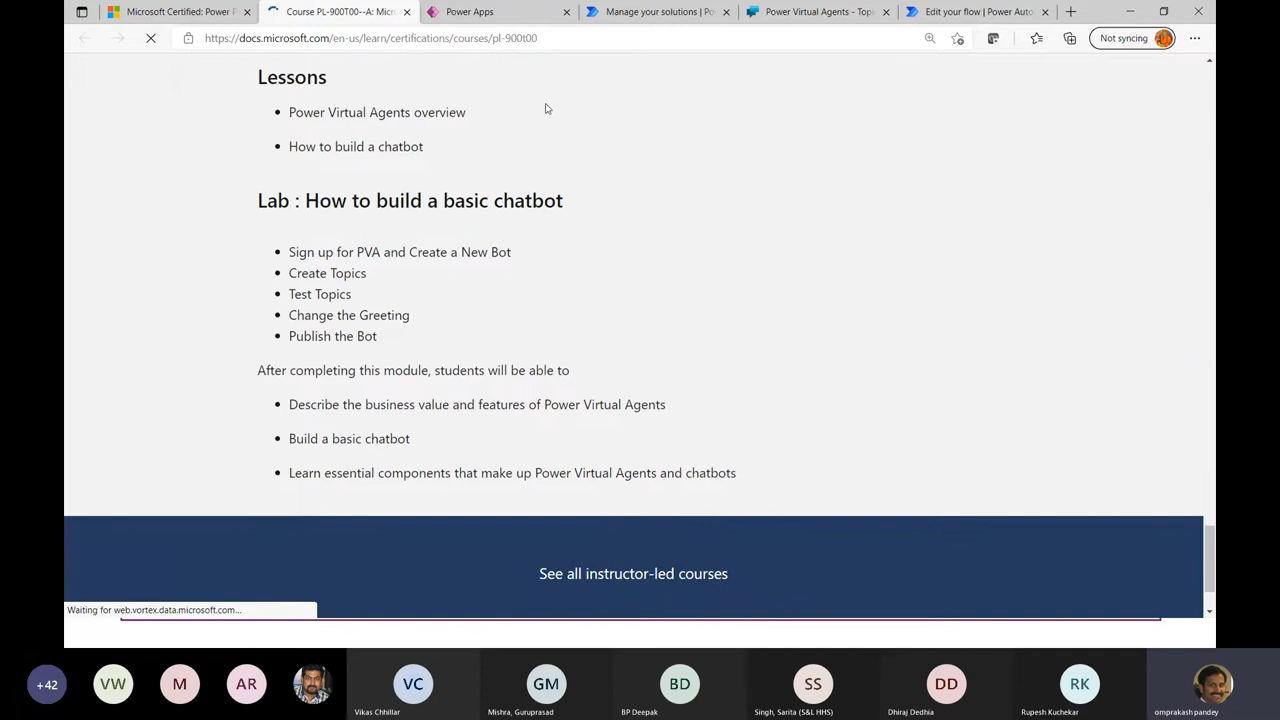 Microsoft Certified: Power P
Course PL-900T00--A: Micr
Power Apps
Manage your solutions | Po
Power Virtual Agents - Topi
Edit your flow | Power Auto
https://docs.microsoft.com/en-us/learn/certifications/courses/pl-900t00
Not syncing
Lessons
Power Virtual Agents overview
How to build a chatbot
Lab : How to build a basic chatbot
Sign up for PVA and Create a New Bot
Create Topics
Test Topics
Change the Greeting
Publish the Bot
After completing this module, students will be able to
Describe the business value and features of Power Virtual Agents
Build a basic chatbot
Learn essential components that make up Power Virtual Agents and chatbots
See all instructor-led courses
Waiting for web.vortex.data.microsoft.com...
+42
VW
M
AR
VC
GM
BD
SS
DD
RK
Vikas Chhillar
Mishra, Guruprasad
BP Deepak
Singh, Sarita (S&L HHS)
Dhiraj Dedhia
Rupesh Kuchekar
omprakash pandey